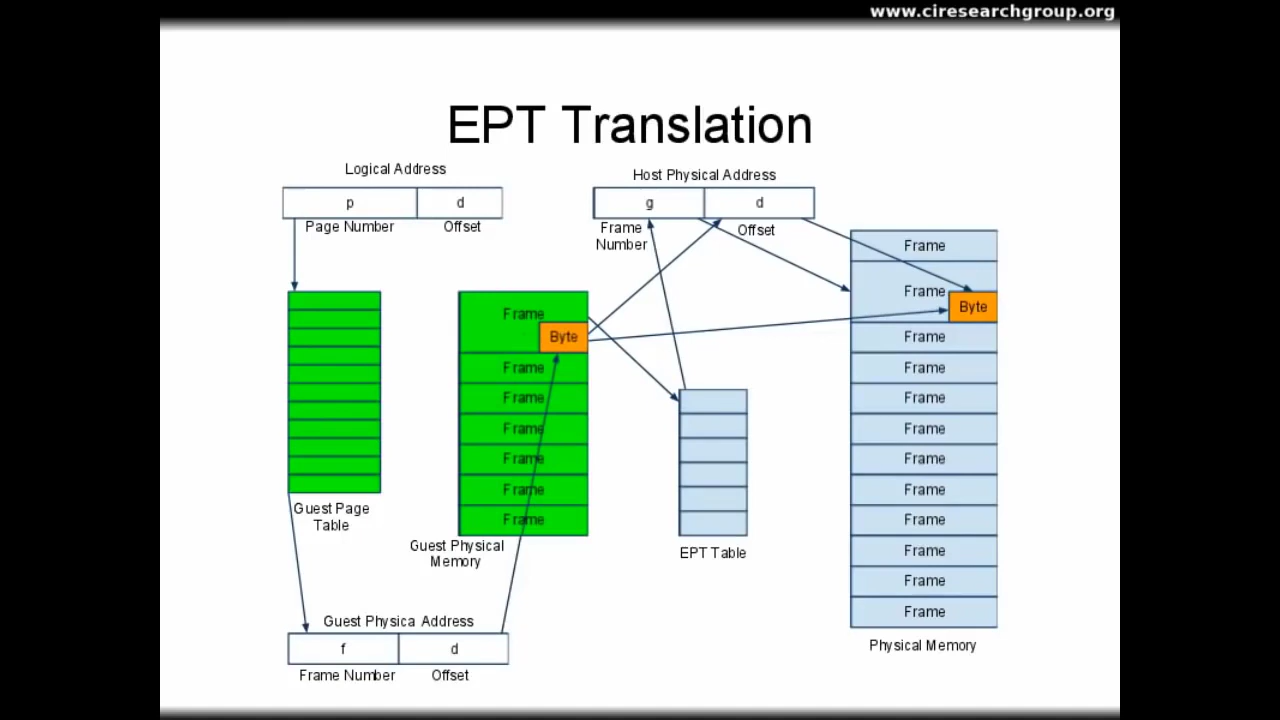 www.ciresearchgroup.org
EPT Translation
Logical Address
p
d
Page Number
Offset
Host Physical Address
g
d
Frame
Number
Offset
Guest Page
Table
Frame
Byte
Frame
Frame
Frame
Frame
Frame
Frame
Guest Physical
Memory
EPT Table
Frame
Frame
Byte
Frame
Frame
Frame
Frame
Frame
Frame
Frame
Frame
Frame
Frame
Physical Memory
Guest Physica Address
f
d
Frame Number
Offset